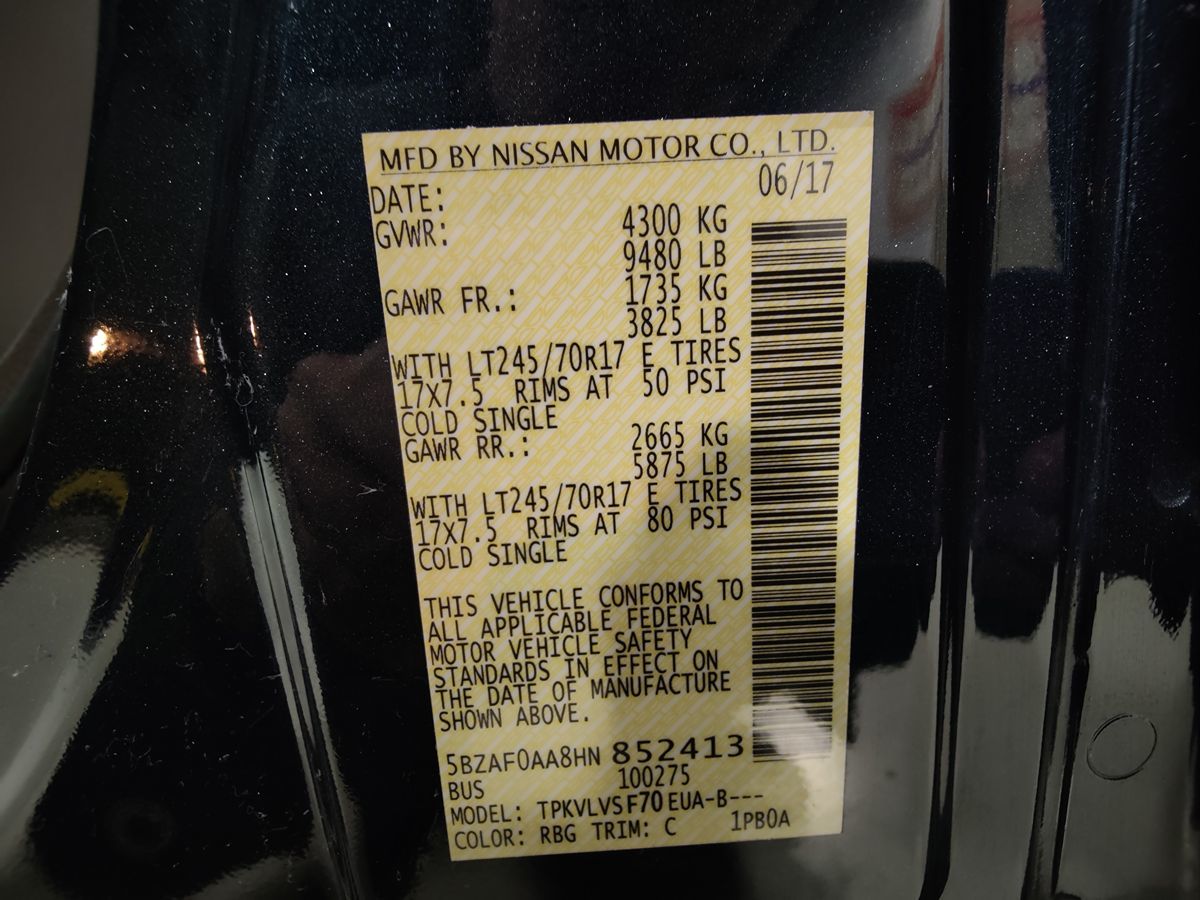 MFD BY NISSAN MOTOR CO., LTD.
DATE: 06/17
GVWR: 4300 KG
9480 LB
GAWR FR.: 1735 KG
3825 LB
WITH LT245/70R17 E TIRES
17X7.5 RIMS AT 50 PSI
COLD SINGLE
GAWR RR.: 2665 KG
5875 LB
WITH LT245/70R17 E TIRES
17X7.5 RIMS AT 80 PSI
COLD SINGLE
THIS VEHICLE CONFORMS TO
ALL APPLICABLE FEDERAL
MOTOR VEHICLE SAFETY
STANDARDS IN EFFECT ON
THE DATE OF MANUFACTURE
SHOWN ABOVE.
5BZAF0AA8HN 852413
BUS 100275
MODEL: TPKVLVSF70EUA-B---
COLOR: RBG TRIM: C 1PB0A